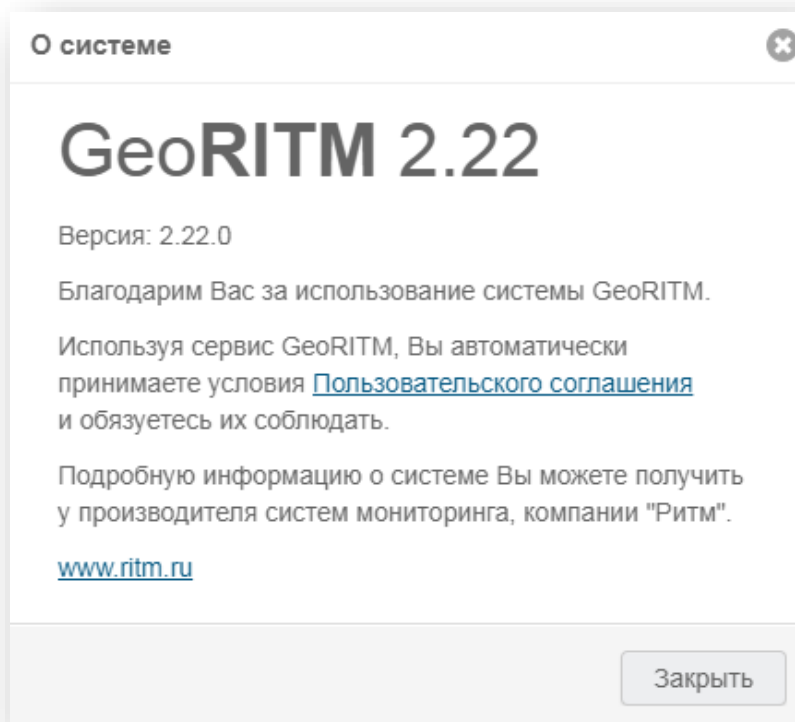 О системе
GeoRITM 2.22
Версия: 2.22.0
Благодарим Вас за использование системы GeoRITM.
Используя сервис GeoRITM, Вы автоматически
принимаете условия Пользовательского соглашения
и обязуетесь их соблюдать.
Подробную информацию о системе Вы можете получить
у производителя систем мониторинга, компании "Ритм".
www.ritm.ru
Закрыть